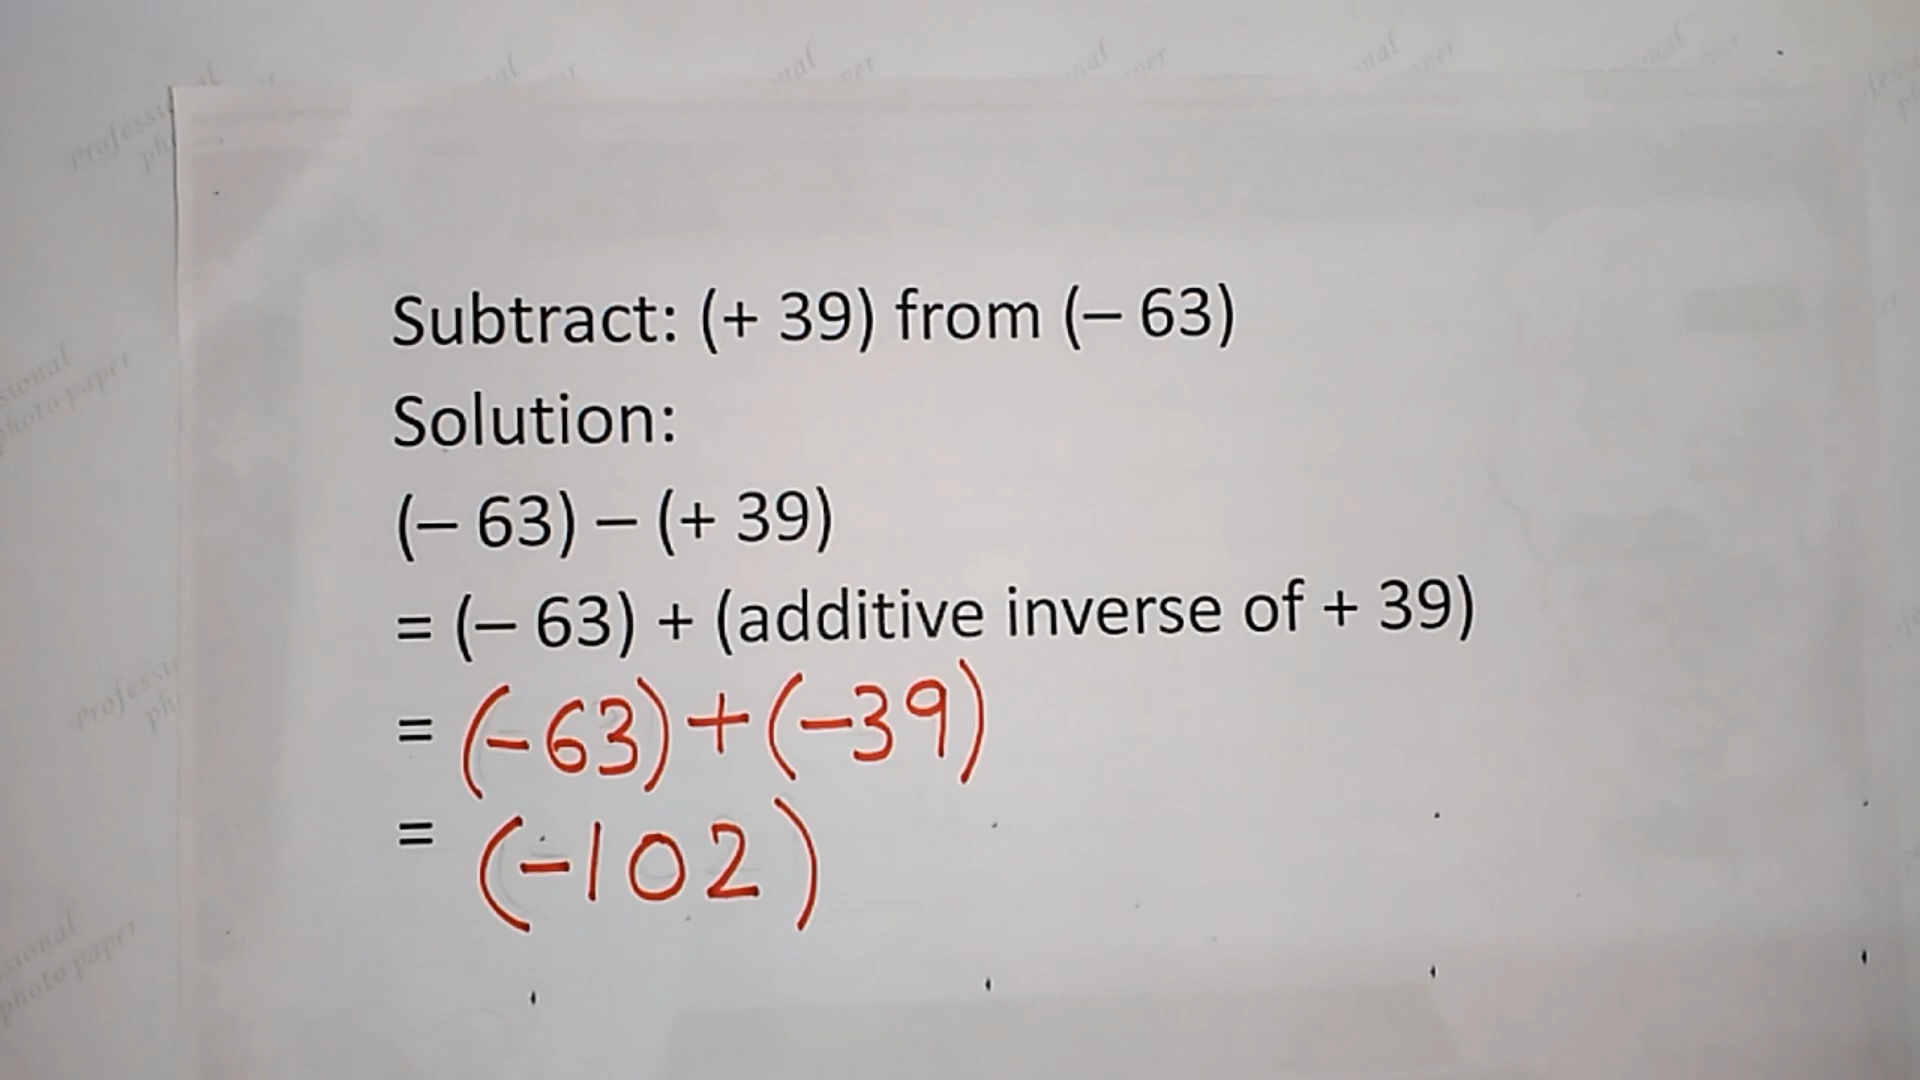 Subtract: (+ 39) from (– 63)
Solution:
(– 63) – (+ 39)
= (– 63) + (additive inverse of + 39)
= (-63)+(-39)
= (-102)